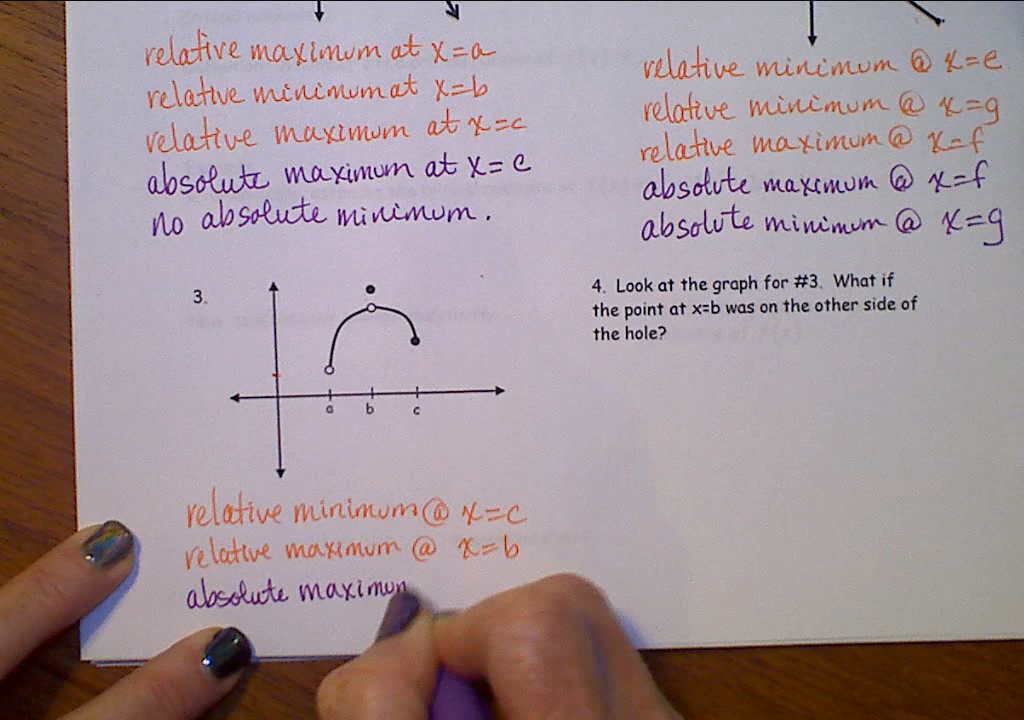 relative maximum at x=a
relative minimum at x=b
relative maximum at x=c
absolute maximum at x=c
no absolute minimum.
relative minimum @ x=e
relative minimum @ x=g
relative maximum @ x=f
absolute maximum @ x=f
absolute minimum @ x=g
3.
a b c
relative minimum @ x=c
relative maximum @ x=b
absolute maximum
4. Look at the graph for #3. What if
the point at x=b was on the other side of
the hole?